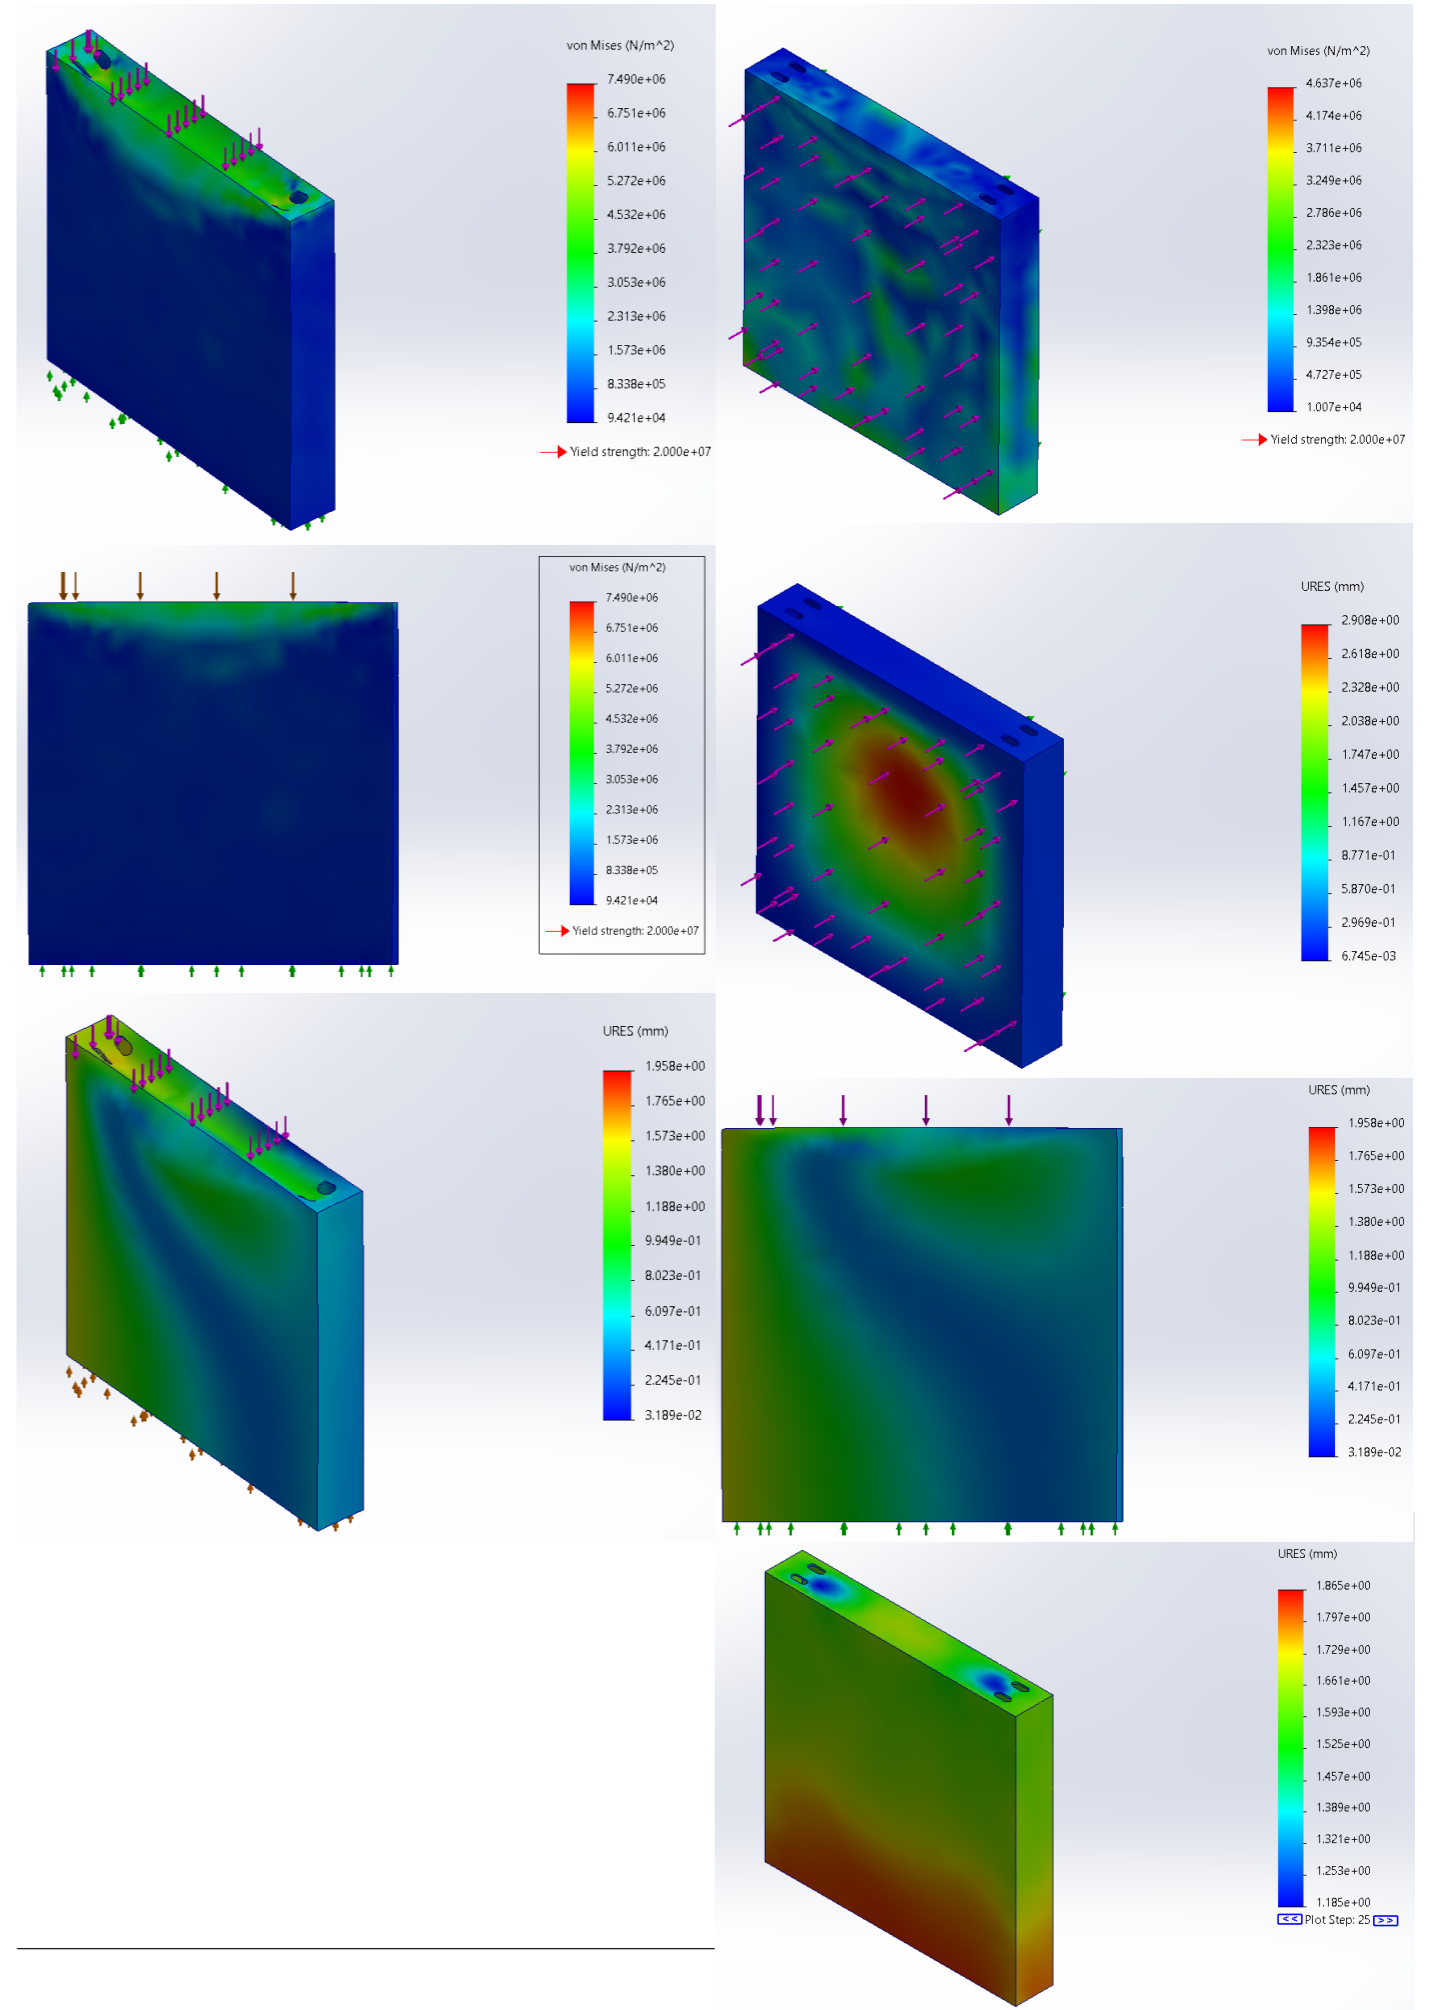 von Mises (N/m^2)
7.490e+06
6.751e+06
6.011e+06
5.272e+06
4.532e+06
3.792e+06
3.053e+06
2.313e+06
1.573e+06
8.338e+05
9.421e+04
Yield strength: 2.000e+07
von Mises (N/m^2)
4.637e+06
4.174e+06
3.711e+06
3.249e+06
2.786e+06
2.323e+06
1.861e+06
1.398e+06
9.354e+05
4.727e+05
1.007e+04
Yield strength: 2.000e+07
von Mises (N/m^2)
7.490e+06
6.751e+06
6.011e+06
5.272e+06
4.532e+06
3.792e+06
3.053e+06
2.313e+06
1.573e+06
8.338e+05
9.421e+04
Yield strength: 2.000e+07
URES (mm)
2.908e+00
2.618e+00
2.328e+00
2.038e+00
1.747e+00
1.457e+00
1.167e+00
8.771e-01
5.870e-01
2.969e-01
6.745e-03
URES (mm)
1.958e+00
1.765e+00
1.573e+00
1.380e+00
1.188e+00
9.949e-01
8.023e-01
6.097e-01
4.171e-01
2.245e-01
3.189e-02
URES (mm)
1.958e+00
1.765e+00
1.573e+00
1.380e+00
1.188e+00
9.949e-01
8.023e-01
6.097e-01
4.171e-01
2.245e-01
3.189e-02
URES (mm)
1.865e+00
1.797e+00
1.729e+00
1.661e+00
1.593e+00
1.525e+00
1.457e+00
1.389e+00
1.321e+00
1.253e+00
1.185e+00
<< Plot Step: 25 >>